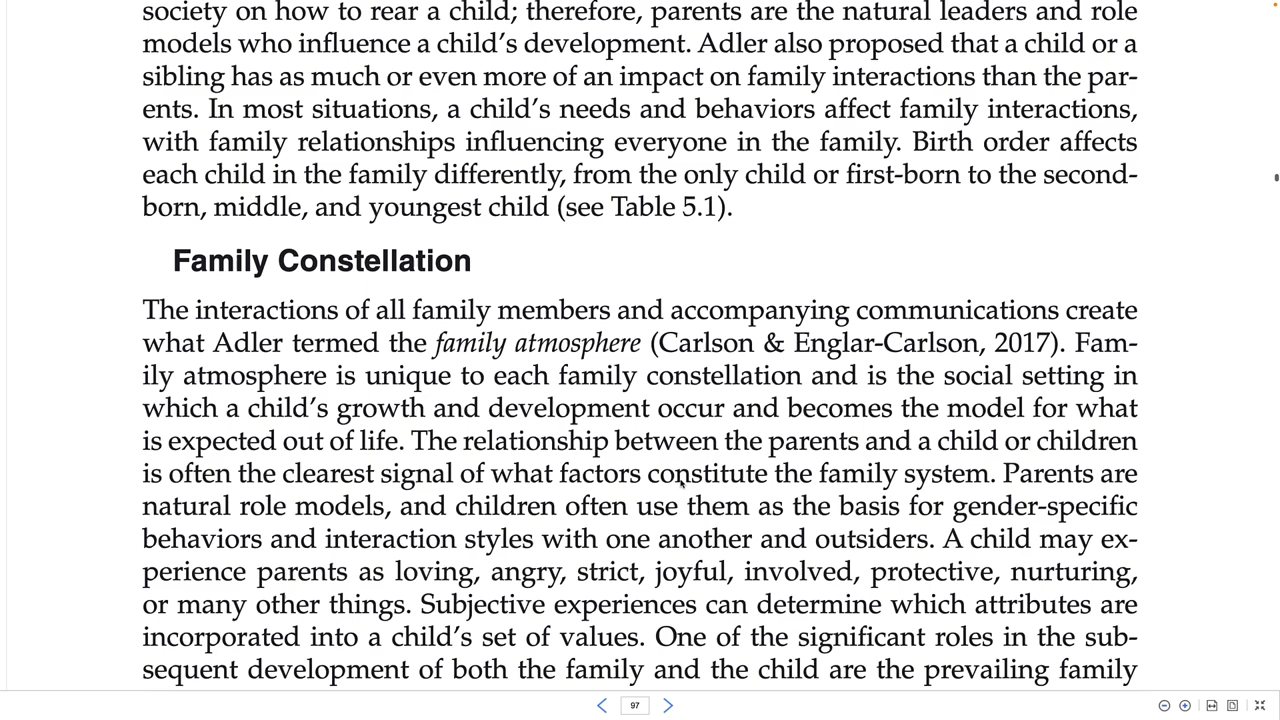 society on how to rear a child; therefore, parents are the natural leaders and role
models who influence a child’s development. Adler also proposed that a child or a
sibling has as much or even more of an impact on family interactions than the par-
ents. In most situations, a child’s needs and behaviors affect family interactions,
with family relationships influencing everyone in the family. Birth order affects
each child in the family differently, from the only child or first-born to the second-
born, middle, and youngest child (see Table 5.1).
Family Constellation
The interactions of all family members and accompanying communications create
what Adler termed the family atmosphere (Carlson & Englar-Carlson, 2017). Fam-
ily atmosphere is unique to each family constellation and is the social setting in
which a child’s growth and development occur and becomes the model for what
is expected out of life. The relationship between the parents and a child or children
is often the clearest signal of what factors constitute the family system. Parents are
natural role models, and children often use them as the basis for gender-specific
behaviors and interaction styles with one another and outsiders. A child may ex-
perience parents as loving, angry, strict, joyful, involved, protective, nurturing,
or many other things. Subjective experiences can determine which attributes are
incorporated into a child’s set of values. One of the significant roles in the sub-
sequent development of both the family and the child are the prevailing family
97